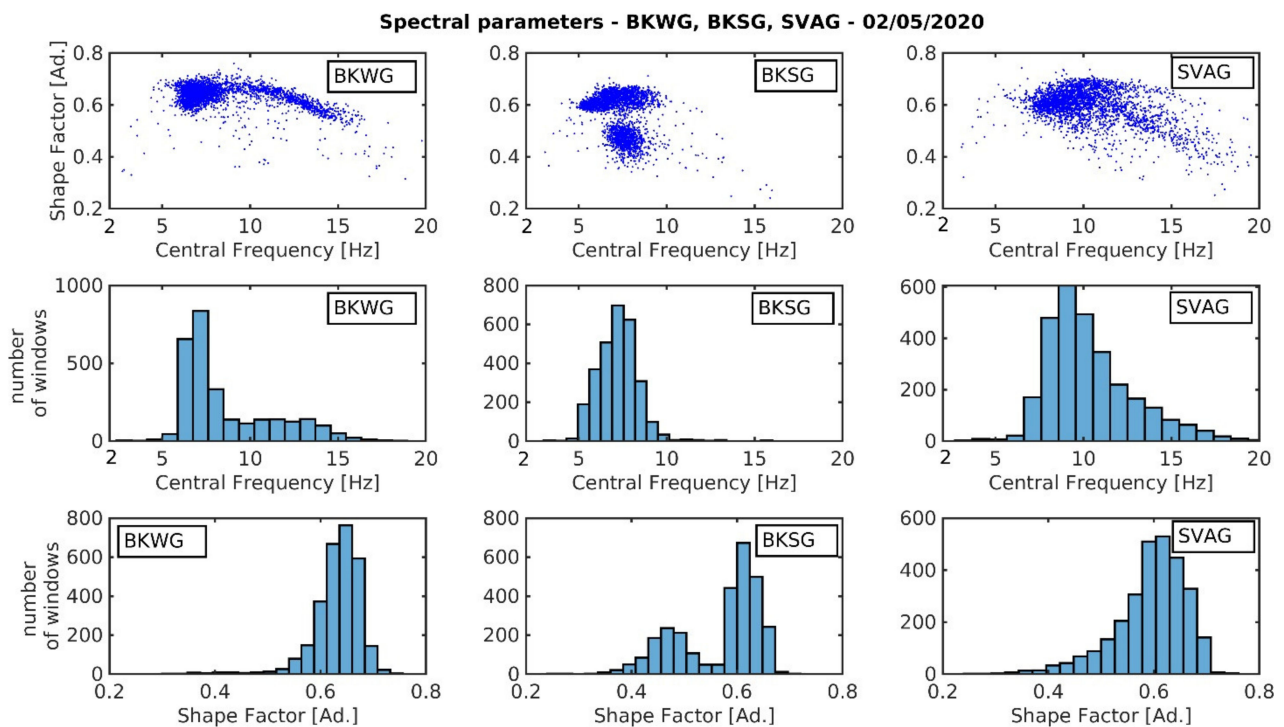 Spectral parameters - BKWG, BKSG, SVAG - 02/05/2020
Shape Factor [Ad.]
0.8
0.6
0.4
0.2
BKWG
2 5 10 15 20
Central Frequency [Hz]
0.8
0.6
0.4
0.2
BKSG
2 5 10 15 20
Central Frequency [Hz]
0.8
0.6
0.4
0.2
SVAG
2 5 10 15 20
Central Frequency [Hz]
number
of windows
1000
500
0
BKWG
2 5 10 15 20
Central Frequency [Hz]
800
600
400
200
0
BKSG
2 5 10 15 20
Central Frequency [Hz]
600
400
200
0
SVAG
2 5 10 15 20
Central Frequency [Hz]
number
of windows
800
600
400
200
0
BKWG
0.2 0.4 0.6 0.8
Shape Factor [Ad.]
800
600
400
200
0
BKSG
0.2 0.4 0.6 0.8
Shape Factor [Ad.]
600
500
400
300
200
100
0
SVAG
0.2 0.4 0.6 0.8
Shape Factor [Ad.]